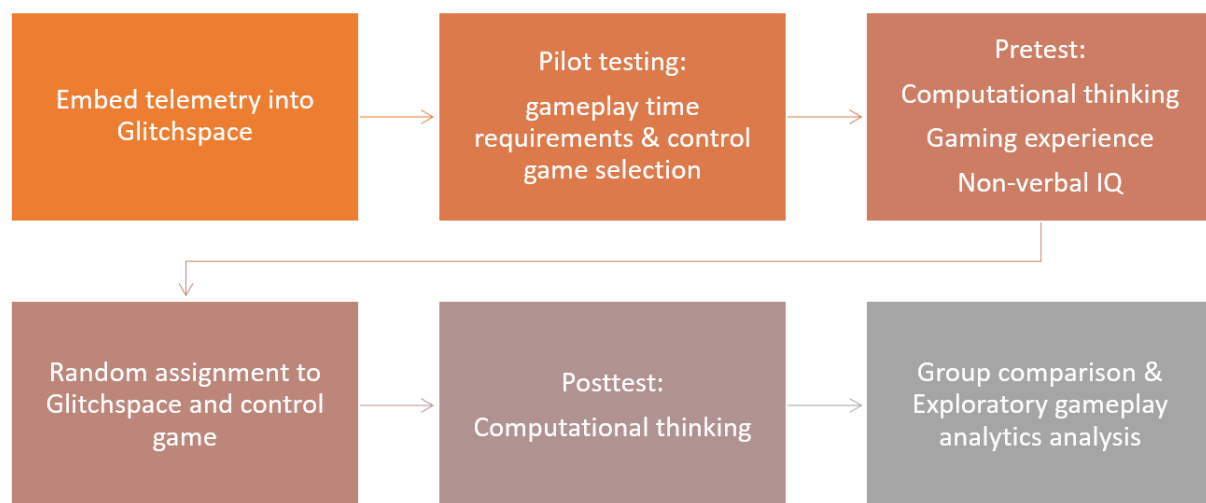 Embed telemetry into
Glitchspace
Pilot testing:
gameplay time
requirements & control
game selection
Pretest:
Computational thinking
Gaming experience
Non-verbal IQ
Random assignment to
Glitchspace and control
game
Posttest:
Computational thinking
Group comparison &
Exploratory gameplay
analytics analysis